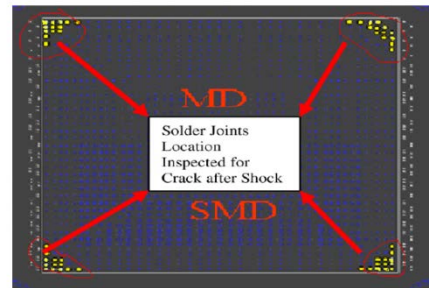 MD
Solder Joints
Location
Inspected for
Crack after Shock
SMD